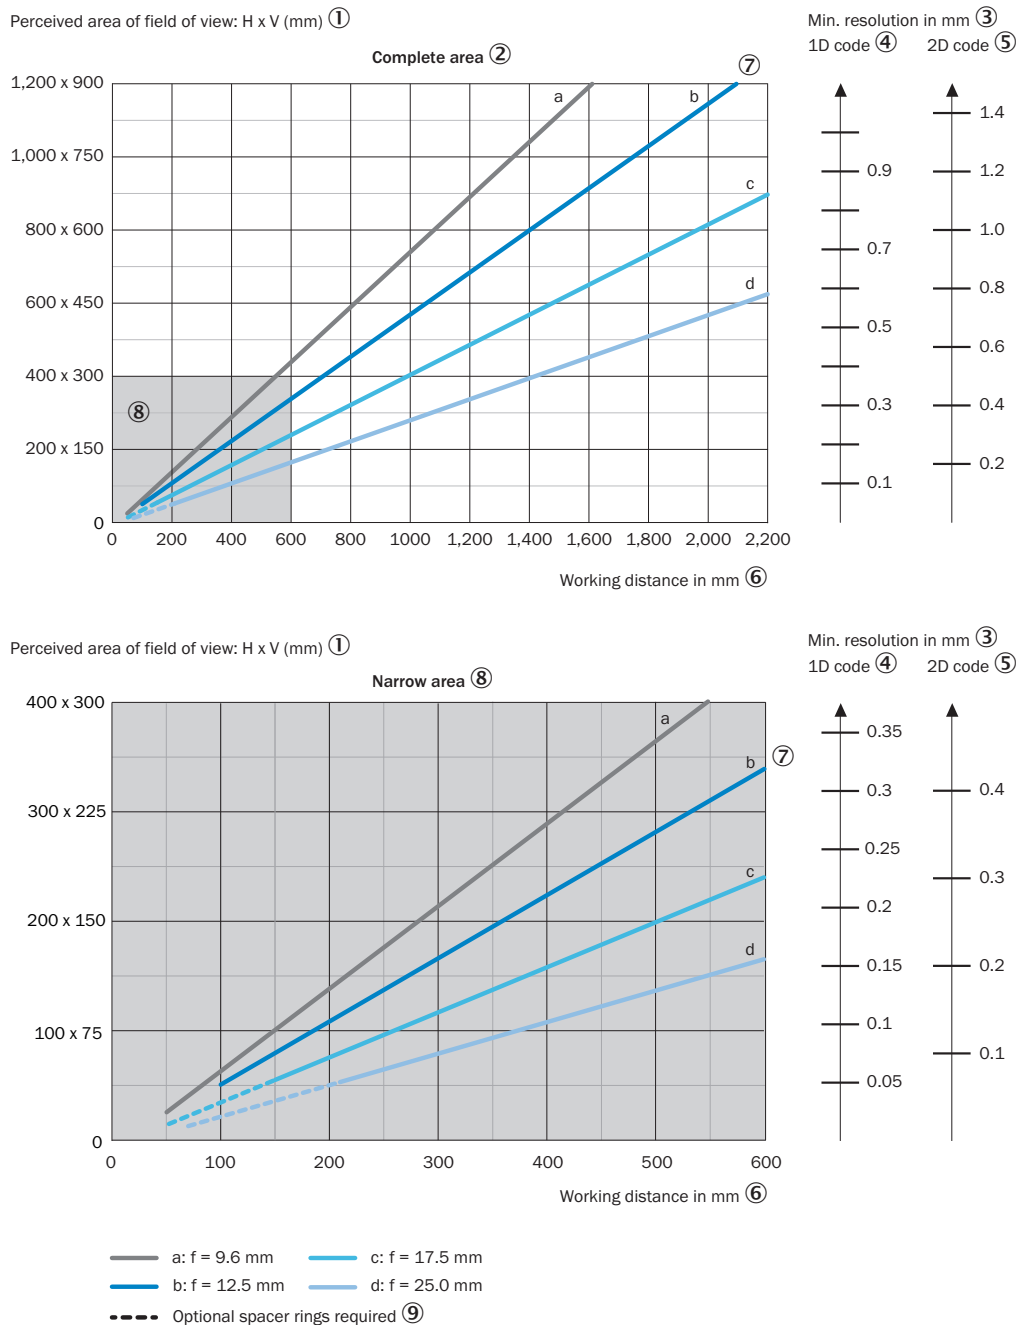 Perceived area of field of view: H x V (mm) ①
Min. resolution in mm ③
1D code ④ 2D code ⑤
Complete area ②
⑦
1,200 x 900
1,000 x 750
800 x 600
600 x 450
400 x 300
200 x 150
0
a
b
c
d
⑧
0 200 400 600 800 1000 1,200 1,400 1,600 1,800 2,000 2,200
Working distance in mm ⑥
0.9
0.7
0.5
0.3
0.1
1.4
1.2
1.0
0.8
0.6
0.4
0.2
Perceived area of field of view: H x V (mm) ①
Min. resolution in mm ③
1D code ④ 2D code ⑤
Narrow area ⑧
400 x 300
300 x 225
200 x 150
100 x 75
0
a
b
⑦
c
d
0 100 200 300 400 500 600
Working distance in mm ⑥
0.35
0.3
0.25
0.2
0.15
0.1
0.05
0.4
0.3
0.2
0.1
a: f = 9.6 mm c: f = 17.5 mm
b: f = 12.5 mm d: f = 25.0 mm
Optional spacer rings required ⑨